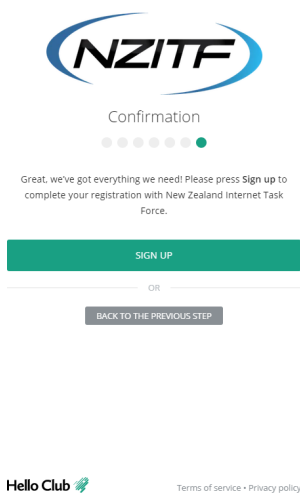 NZITF
Confirmation
Great, we've got everything we need! Please press Sign up to
complete your registration with New Zealand Internet Task
Force.
SIGN UP
OR
BACK TO THE PREVIOUS STEP
Hello Club
Terms of service • Privacy policy